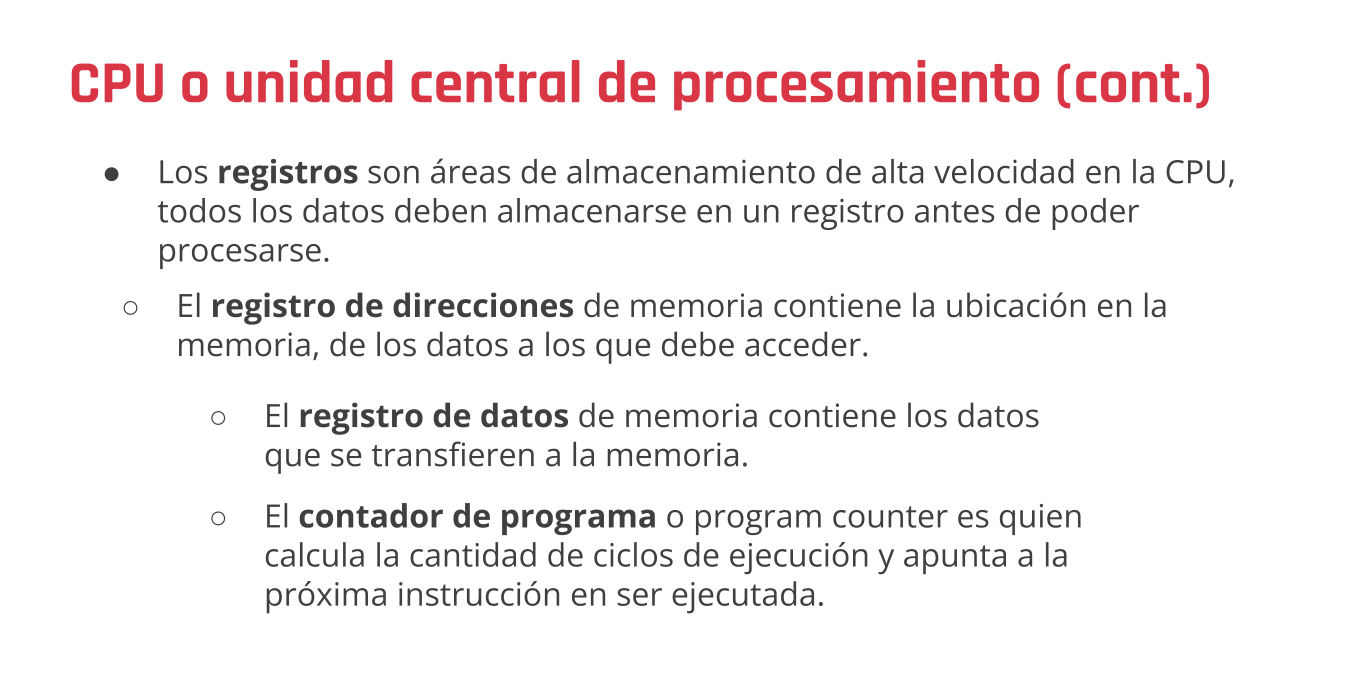 CPU o unidad central de procesamiento (cont.)
● Los registros son áreas de almacenamiento de alta velocidad en la CPU,
todos los datos deben almacenarse en un registro antes de poder
procesarse.
○ El registro de direcciones de memoria contiene la ubicación en la
memoria, de los datos a los que debe acceder.
○ El registro de datos de memoria contiene los datos
que se transfieren a la memoria.
○ El contador de programa o program counter es quien
calcula la cantidad de ciclos de ejecución y apunta a la
próxima instrucción en ser ejecutada.